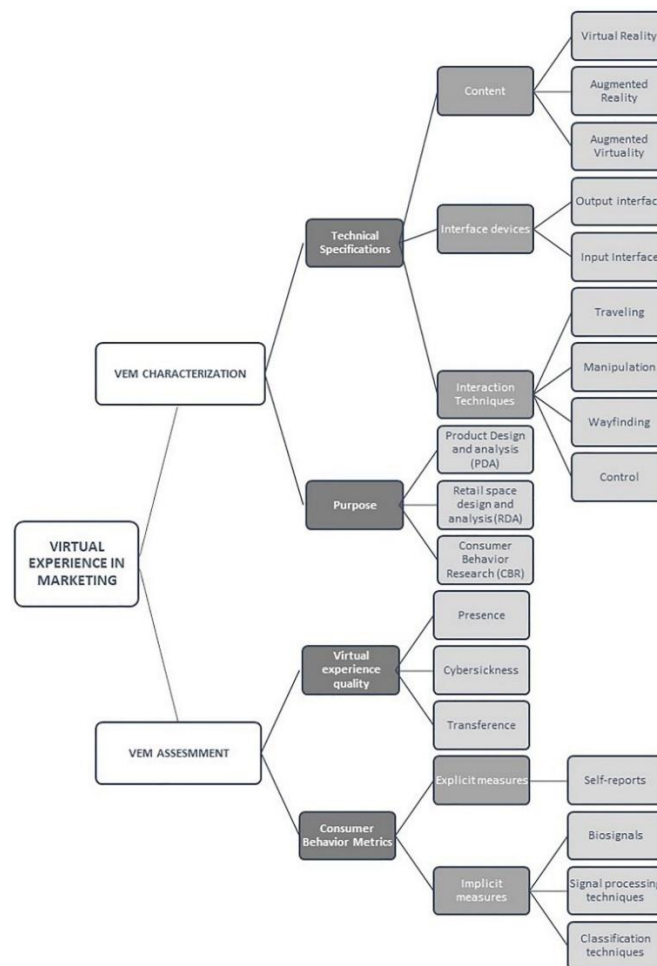 Virtual Reality
Augmented
Reality
Augmented
Virtuality
Content
Output interfac
Input Interface
Interface devices
Technical
Specifications
Traveling
Manipulation
Wayfinding
Control
Interaction
Techniques
VEM CHARACTERIZATION
Product Design
and analysis
(PDA)
Retail space
design and
analysis (RDA)
Consumer
Behavior
Research (CBR)
Purpose
VIRTUAL
EXPERIENCE IN
MARKETING
Presence
Cybersickness
Transference
Virtual
experience
quality
VEM ASSESMMENT
Explicit measures
Self-reports
Consumer
Behavior Metrics
Implicit
measures
Biosignals
Signal processing
techniques
Classification
techniques